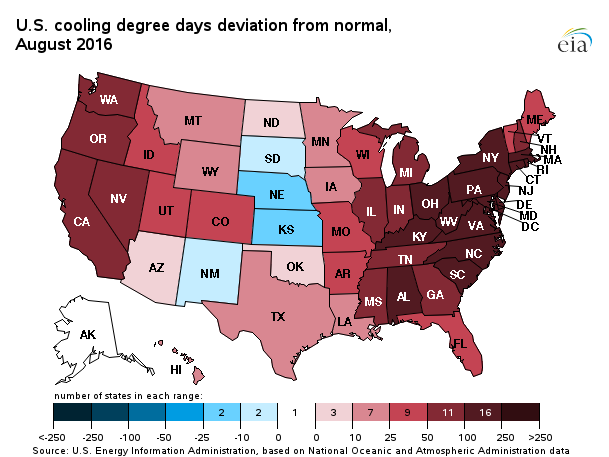 U.S. cooling degree days deviation from normal,
August 2016
eia
WA
OR
CA
NV
ID
MT
WY
UT
CO
AZ
NM
ND
SD
NE
KS
OK
TX
MN
IA
MO
AR
LA
WI
IL
MI
IN
OH
KY
TN
MS
AL
GA
FL
SC
NC
VA
WV
PA
NY
ME
VT
NH
MA
RI
CT
NJ
DE
MD
DC
AK
HI
number of states in each range:
2 2 1 3 7 9 11 16
<-250 -250 -100 -50 -25 -10 0 0 10 25 50 100 250 >250
Source: U.S. Energy Information Administration, based on National Oceanic and Atmospheric Administration data